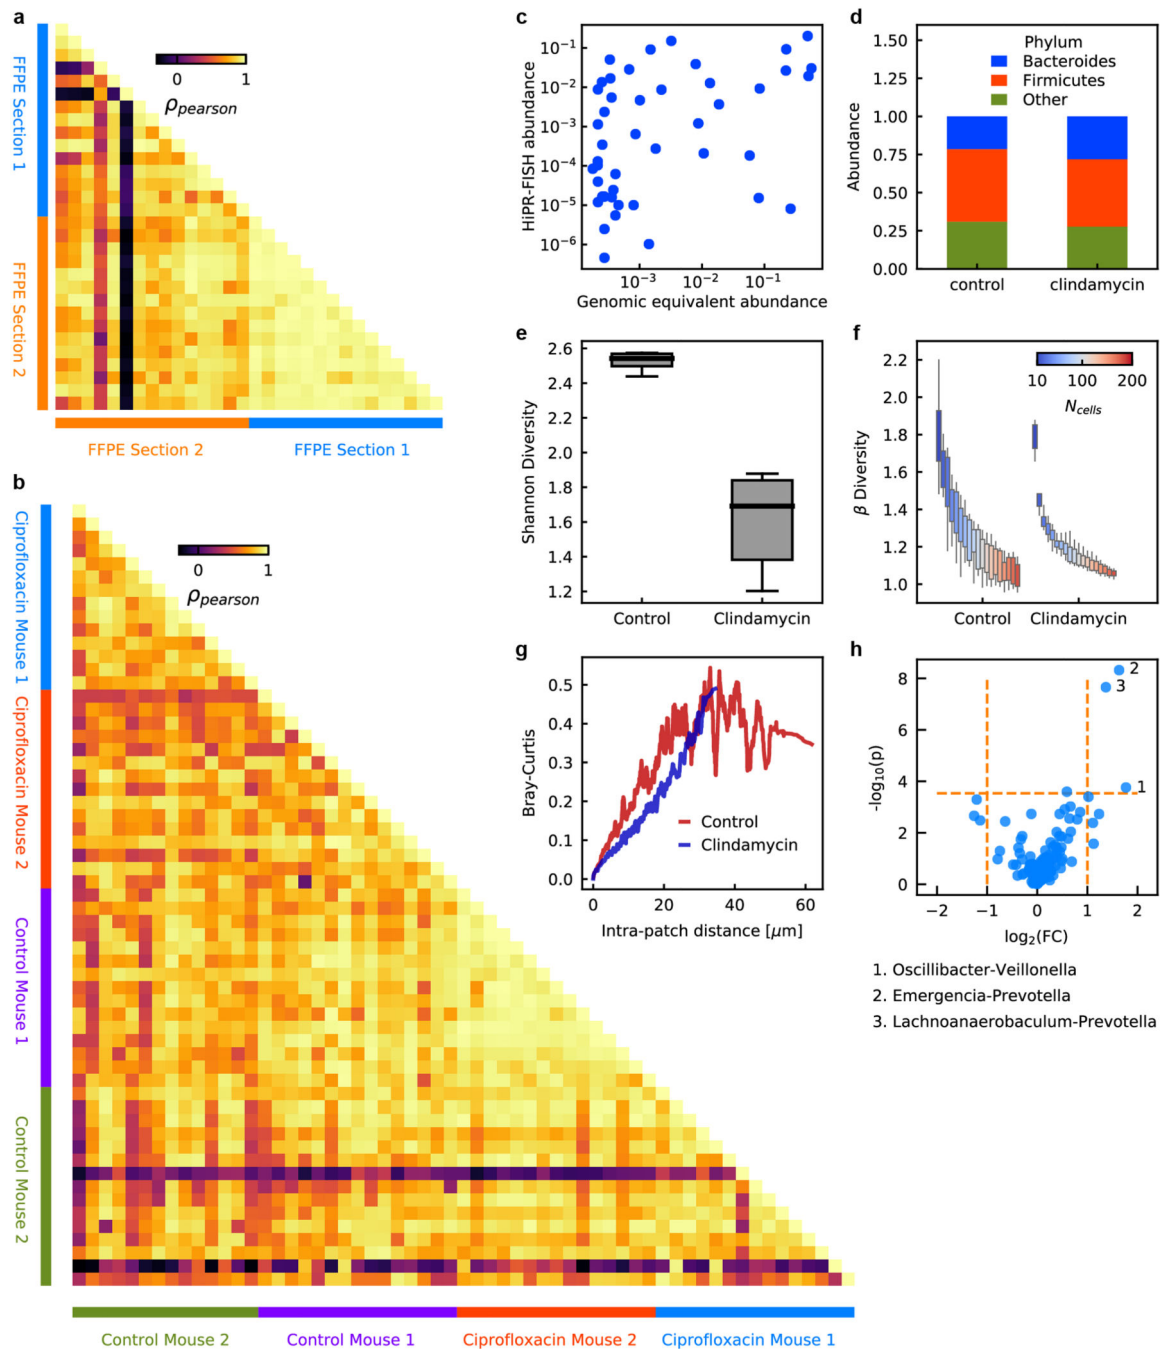 a
FFPE Section 1
FFPE Section 2
0 1
ρpearson
FFPE Section 2 FFPE Section 1
b
Ciprofloxacin Mouse 1
Ciprofloxacin Mouse 2
Control Mouse 1
Control Mouse 2
0 1
ρpearson
Control Mouse 2 Control Mouse 1 Ciprofloxacin Mouse 2 Ciprofloxacin Mouse 1
c
HiPR-FISH abundance
10⁻¹
10⁻²
10⁻³
10⁻⁴
10⁻⁵
10⁻⁶
10⁻³ 10⁻² 10⁻¹
Genomic equivalent abundance
d
Abundance
1.50
1.25
1.00
0.75
0.50
0.25
0.00
Phylum
Bacteroides
Firmicutes
Other
control clindamycin
e
Shannon Diversity
2.6
2.4
2.2
2.0
1.8
1.6
1.4
1.2
Control Clindamycin
f
β Diversity
2.2
2.0
1.8
1.6
1.4
1.2
1.0
10 100 200
Ncells
Control Clindamycin
g
Bray-Curtis
0.5
0.4
0.3
0.2
0.1
0.0
Control
Clindamycin
0 20 40 60
Intra-patch distance [μm]
h
-log₁₀(p)
8
6
4
2
0
2
3
1
−2 −1 0 1 2
log₂(FC)
1. Oscillibacter-Veillonella
2. Emergencia-Prevotella
3. Lachnoanaerobaculum-Prevotella